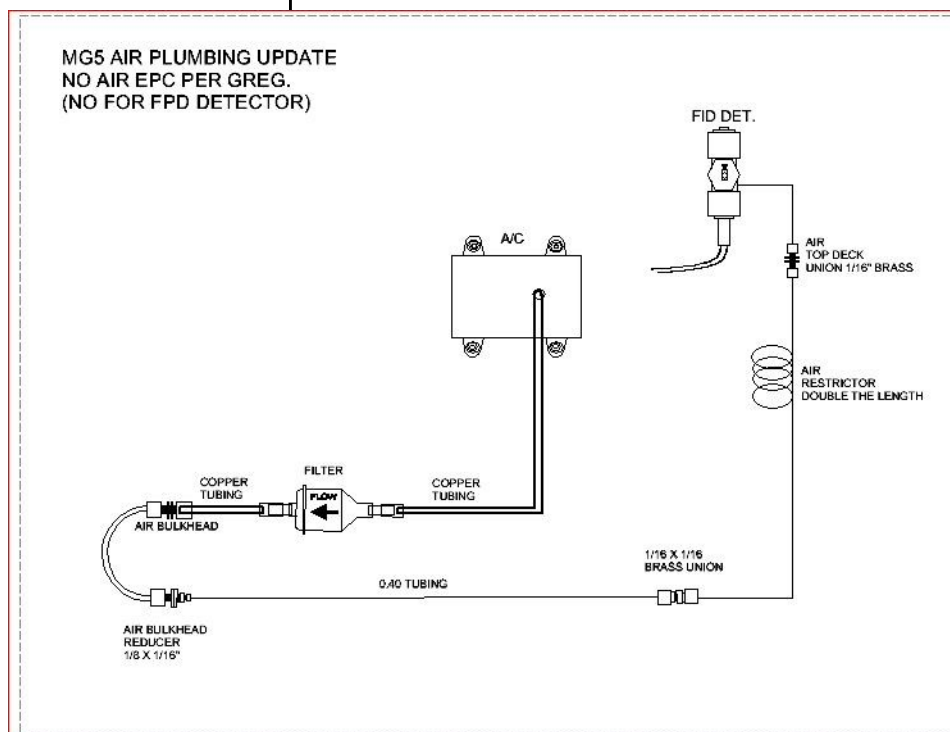 MG5 AIR PLUMBING UPDATE
NO AIR EPC PER GREG.
(NO FOR FPD DETECTOR)
FID DET.
A/C
AIR
TOP DECK
UNION 1/16" BRASS
AIR
RESTRICTOR
DOUBLE THE LENGTH
COPPER
TUBING
FILTER
FLOW
COPPER
TUBING
AIR BULKHEAD
1/16 X 1/16
BRASS UNION
0.40 TUBING
AIR BULKHEAD
REDUCER
1/8 X 1/16"